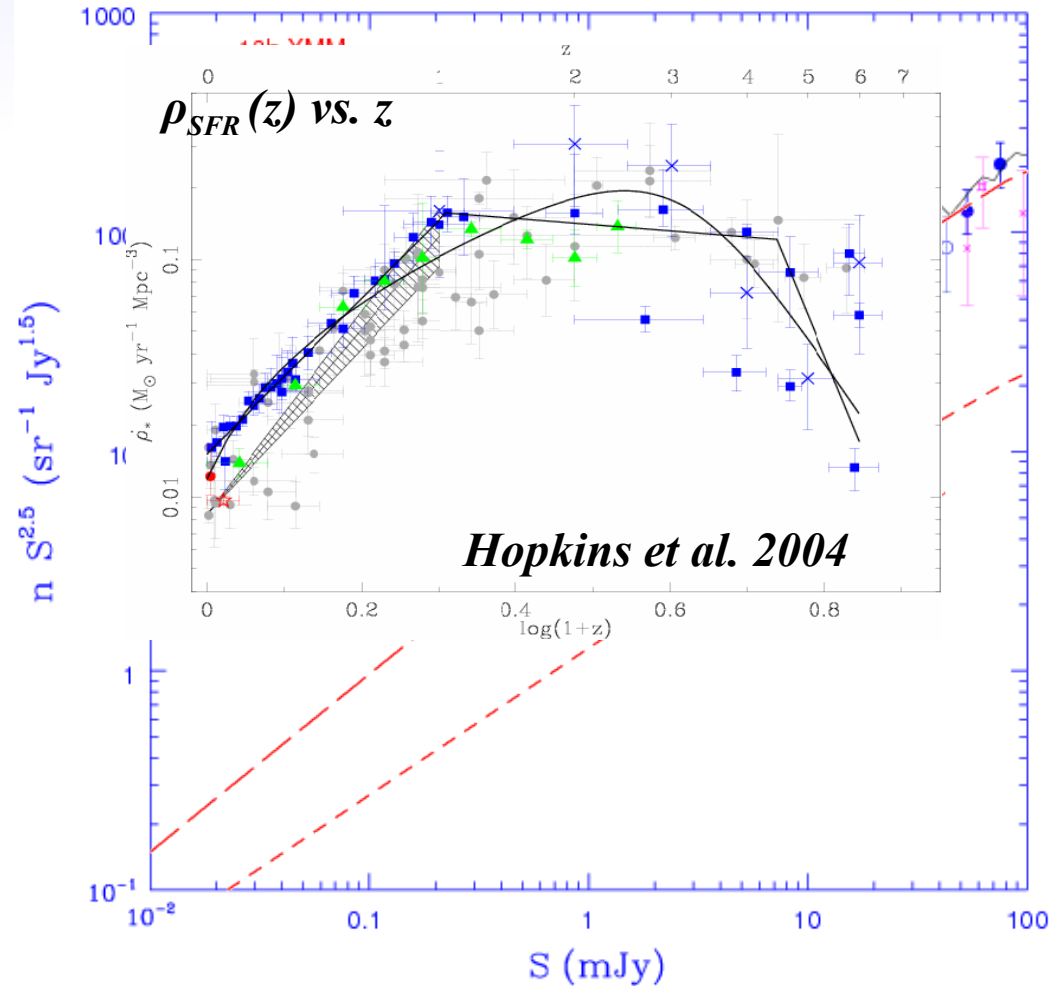 1000
z
0 2 3 4 5 6 7
ρSFR (z) vs. z
ρ̇* (M⊙ yr⁻¹ Mpc⁻³)
0.1
0.01
Hopkins et al. 2004
0 0.2 0.4 0.6 0.8
log(1+z)
n S^2.5 (sr⁻¹ Jy^1.5)
1
10⁻¹
10⁻² 0.1 1 10 100
S (mJy)